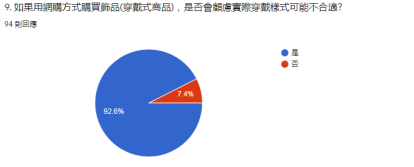 9. 如果用網購方式購買飾品(穿戴式商品)，是否會顧慮實際穿戴樣式可能不合適?
94 則回應
是
否
7.4%
92.6%